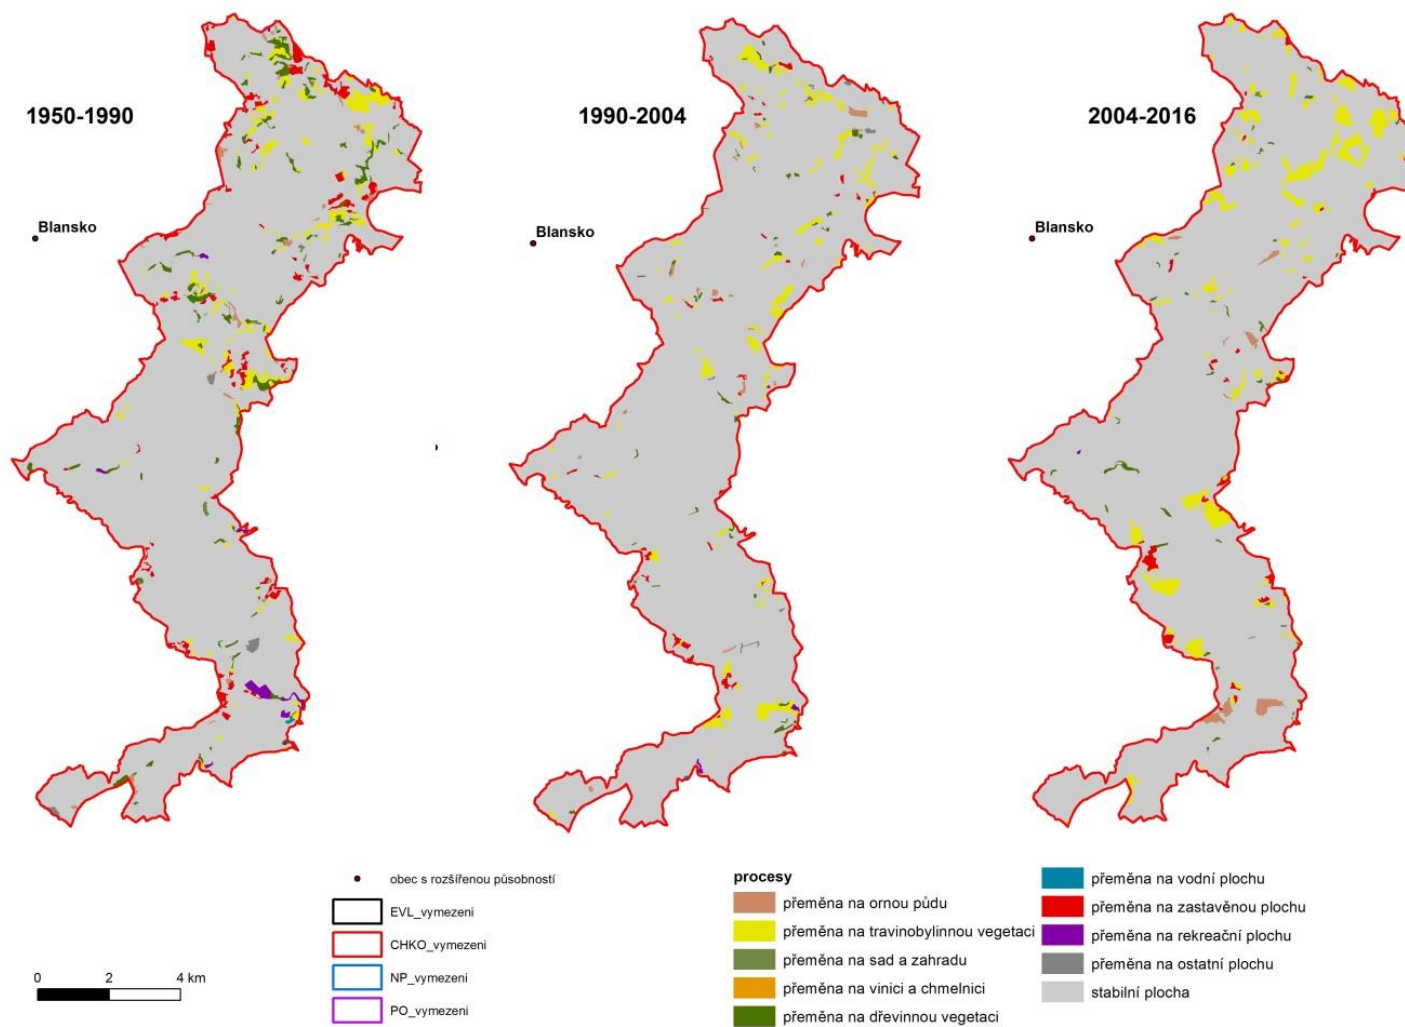 1950-1990
1990-2004
2004-2016
Blansko
Blansko
Blansko
obec s rozšířenou působností
EVL_vymezeni
CHKO_vymezeni
NP_vymezeni
PO_vymezeni
0 2 4 km
procesy
přeměna na ornou půdu
přeměna na travinobylinnou vegetaci
přeměna na sad a zahradu
přeměna na vinici a chmelnici
přeměna na dřevinnou vegetaci
přeměna na vodní plochu
přeměna na zastavěnou plochu
přeměna na rekreační plochu
přeměna na ostatní plochu
stabilní plocha